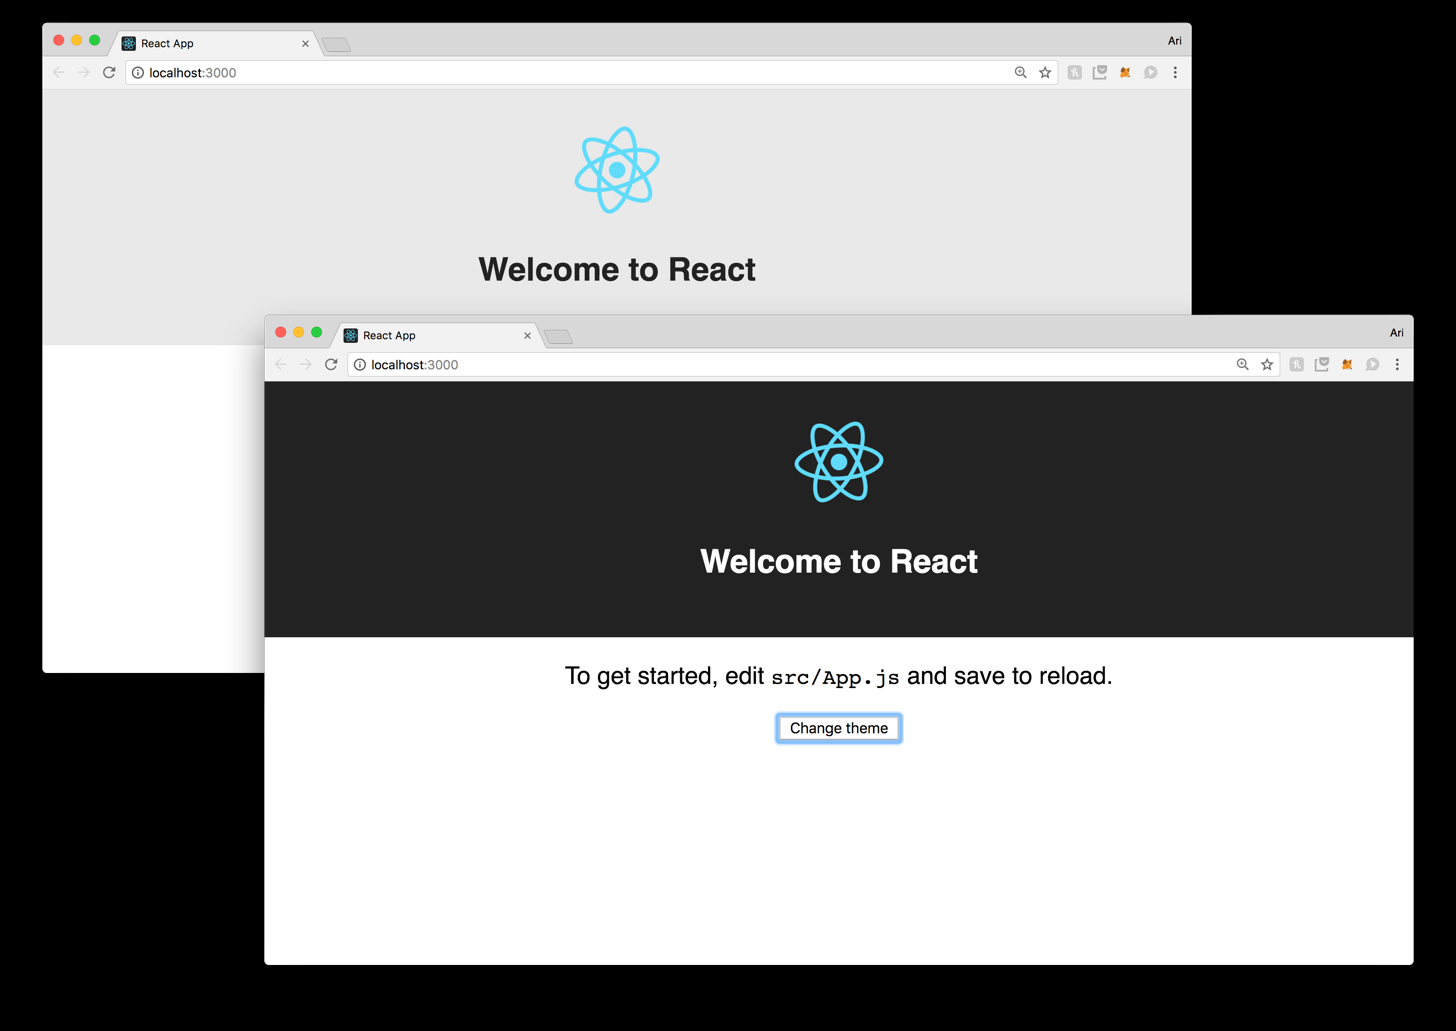 React App
Ari
localhost:3000
Welcome to React
React App
Ari
localhost:3000
Welcome to React
To get started, edit src/App.js and save to reload.
Change theme